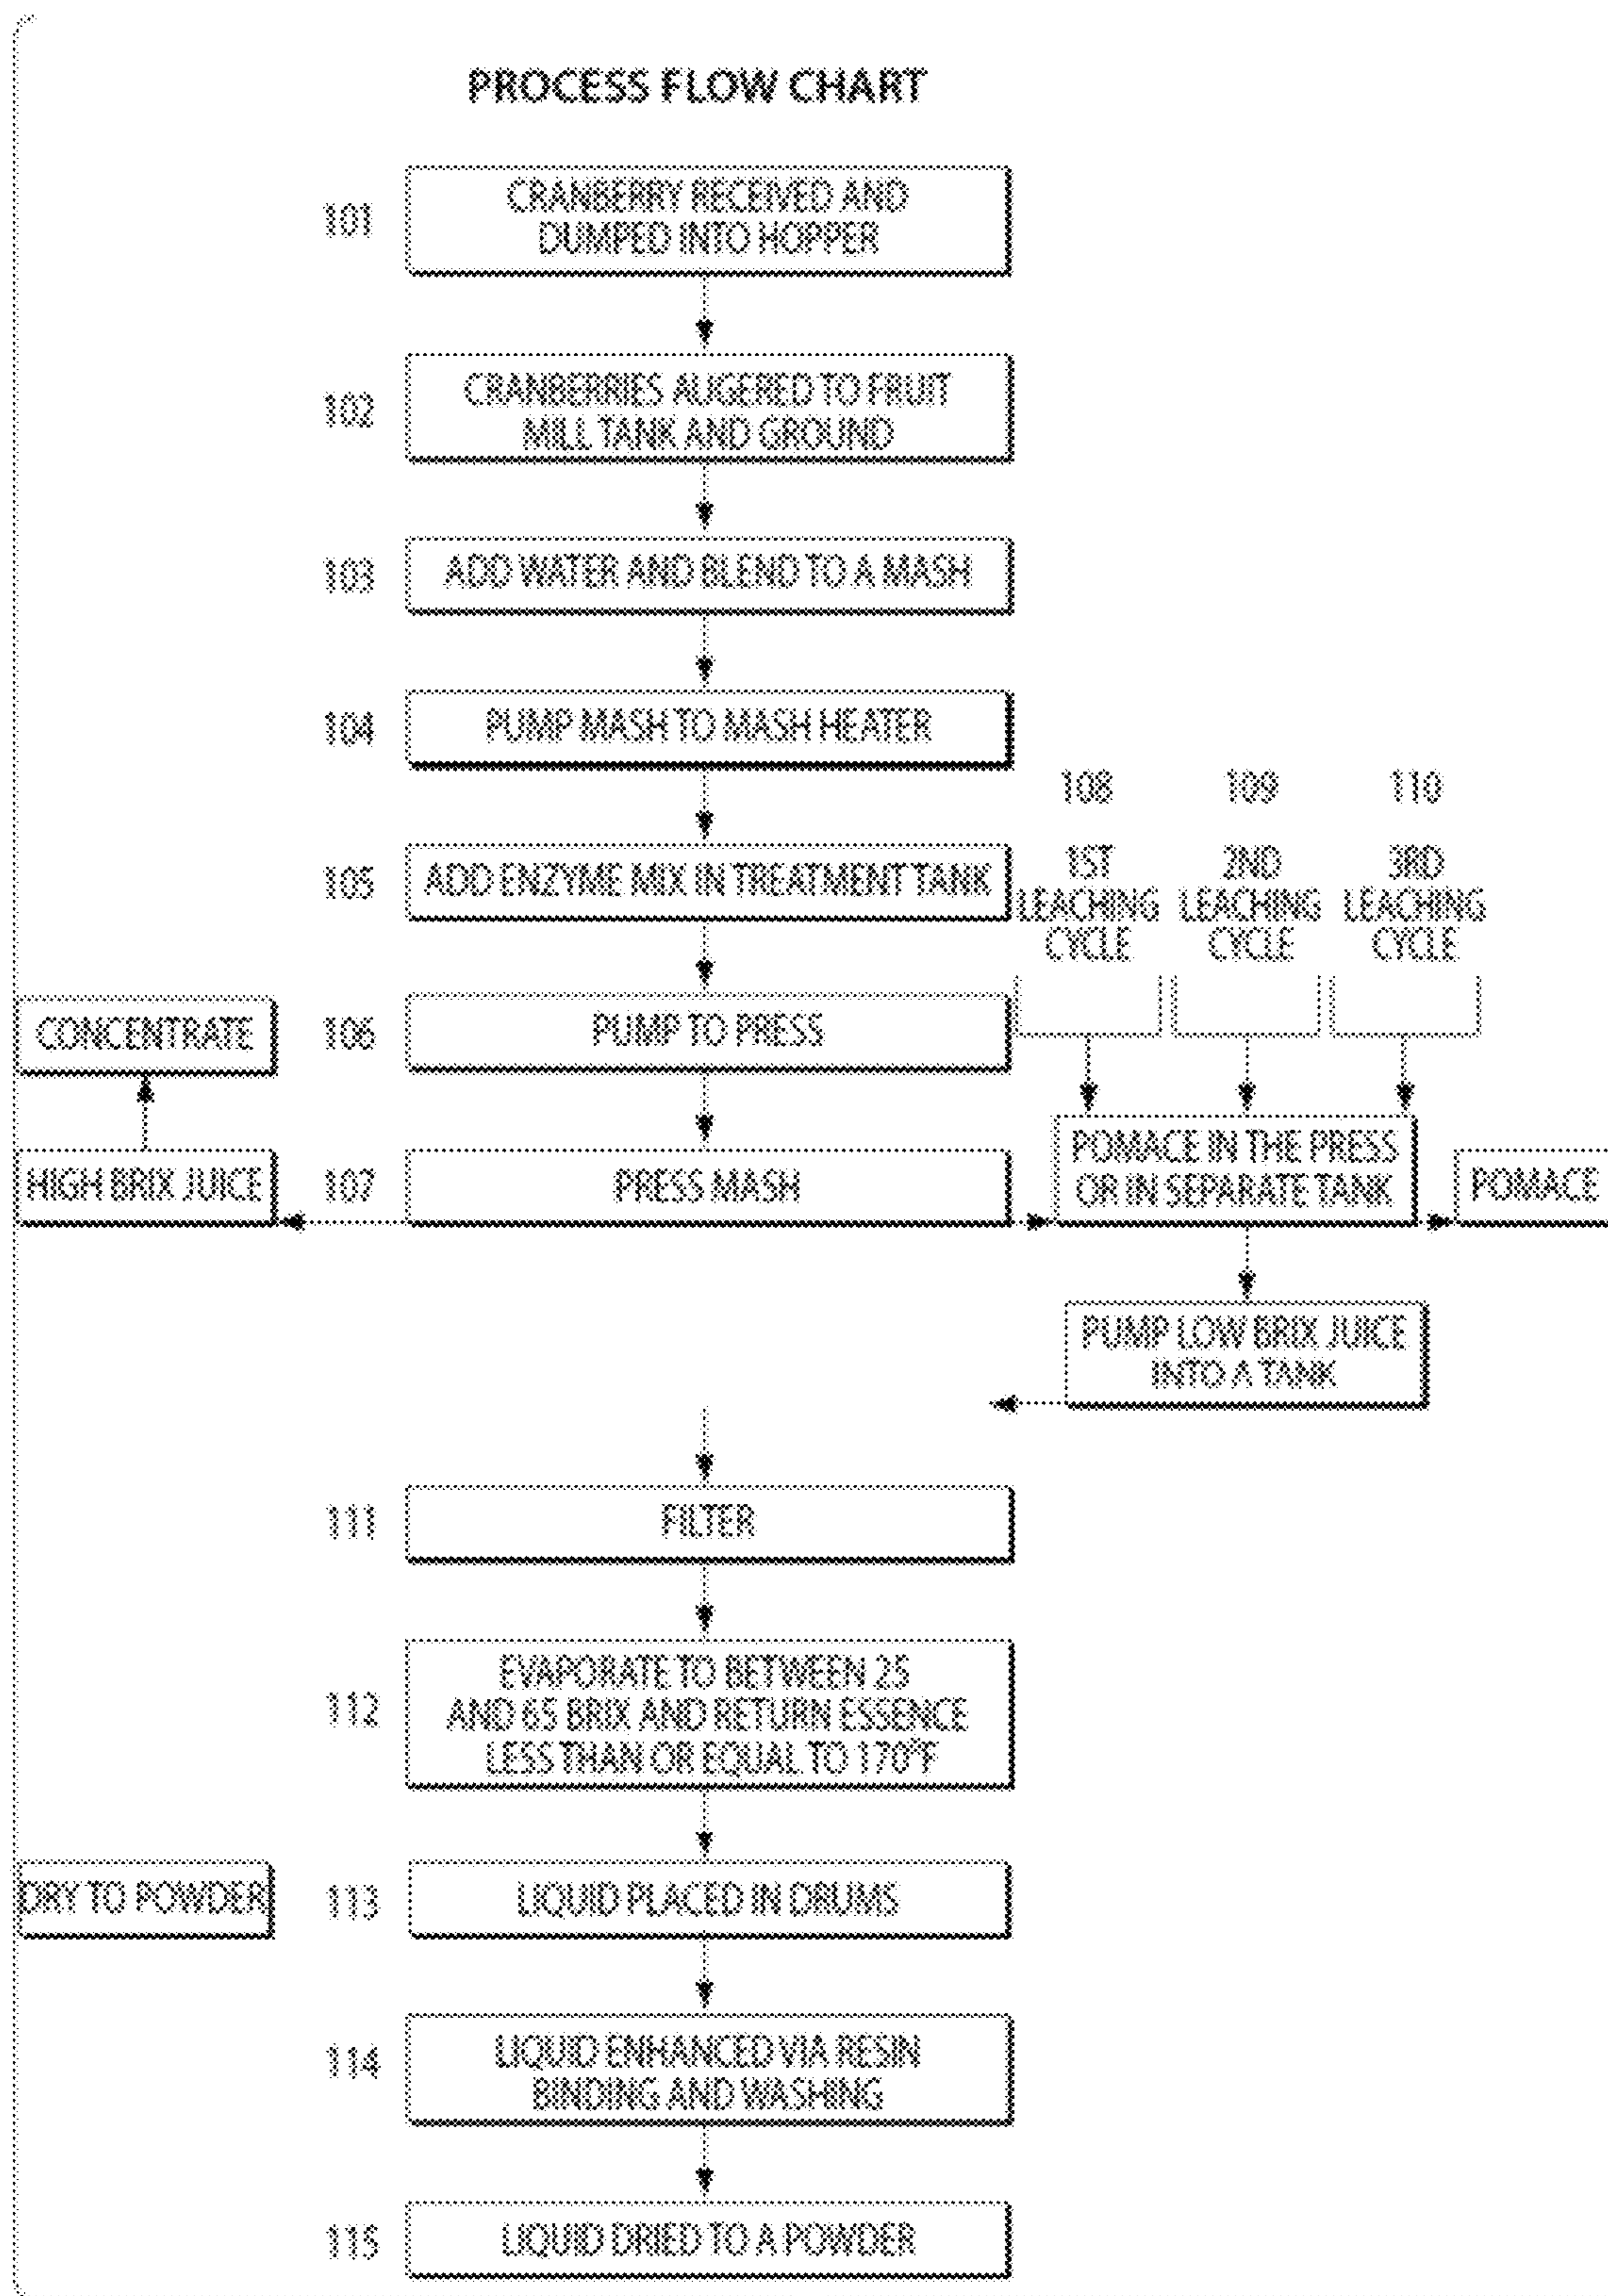 PROCESS FLOW CHART
101
CRANBERRY RECEIVED AND
DUMPED INTO HOPPER
102
CRANBERRIES AUGERED TO FRUIT
MILL TANK AND GROUND
103
ADD WATER AND BLEND TO A MASH
104
PUMP MASH TO MASH HEATER
108
109
110
105
ADD ENZYME MIX IN TREATMENT TANK
1ST
LEACHING
CYCLE
2ND
LEACHING
CYCLE
3RD
LEACHING
CYCLE
CONCENTRATE
106
PUMP TO PRESS
HIGH BRIX JUICE
107
PRESS MASH
POMACE IN THE PRESS
OR IN SEPARATE TANK
POMACE
PUMP LOW BRIX JUICE
INTO A TANK
111
FILTER
112
EVAPORATE TO BETWEEN 25
AND 65 BRIX AND RETURN ESSENCE
LESS THAN OR EQUAL TO 170°F
DRY TO POWDER
113
LIQUID PLACED IN DRUMS
114
LIQUID ENHANCED VIA RESIN
BINDING AND WASHING
115
LIQUID DRIED TO A POWDER